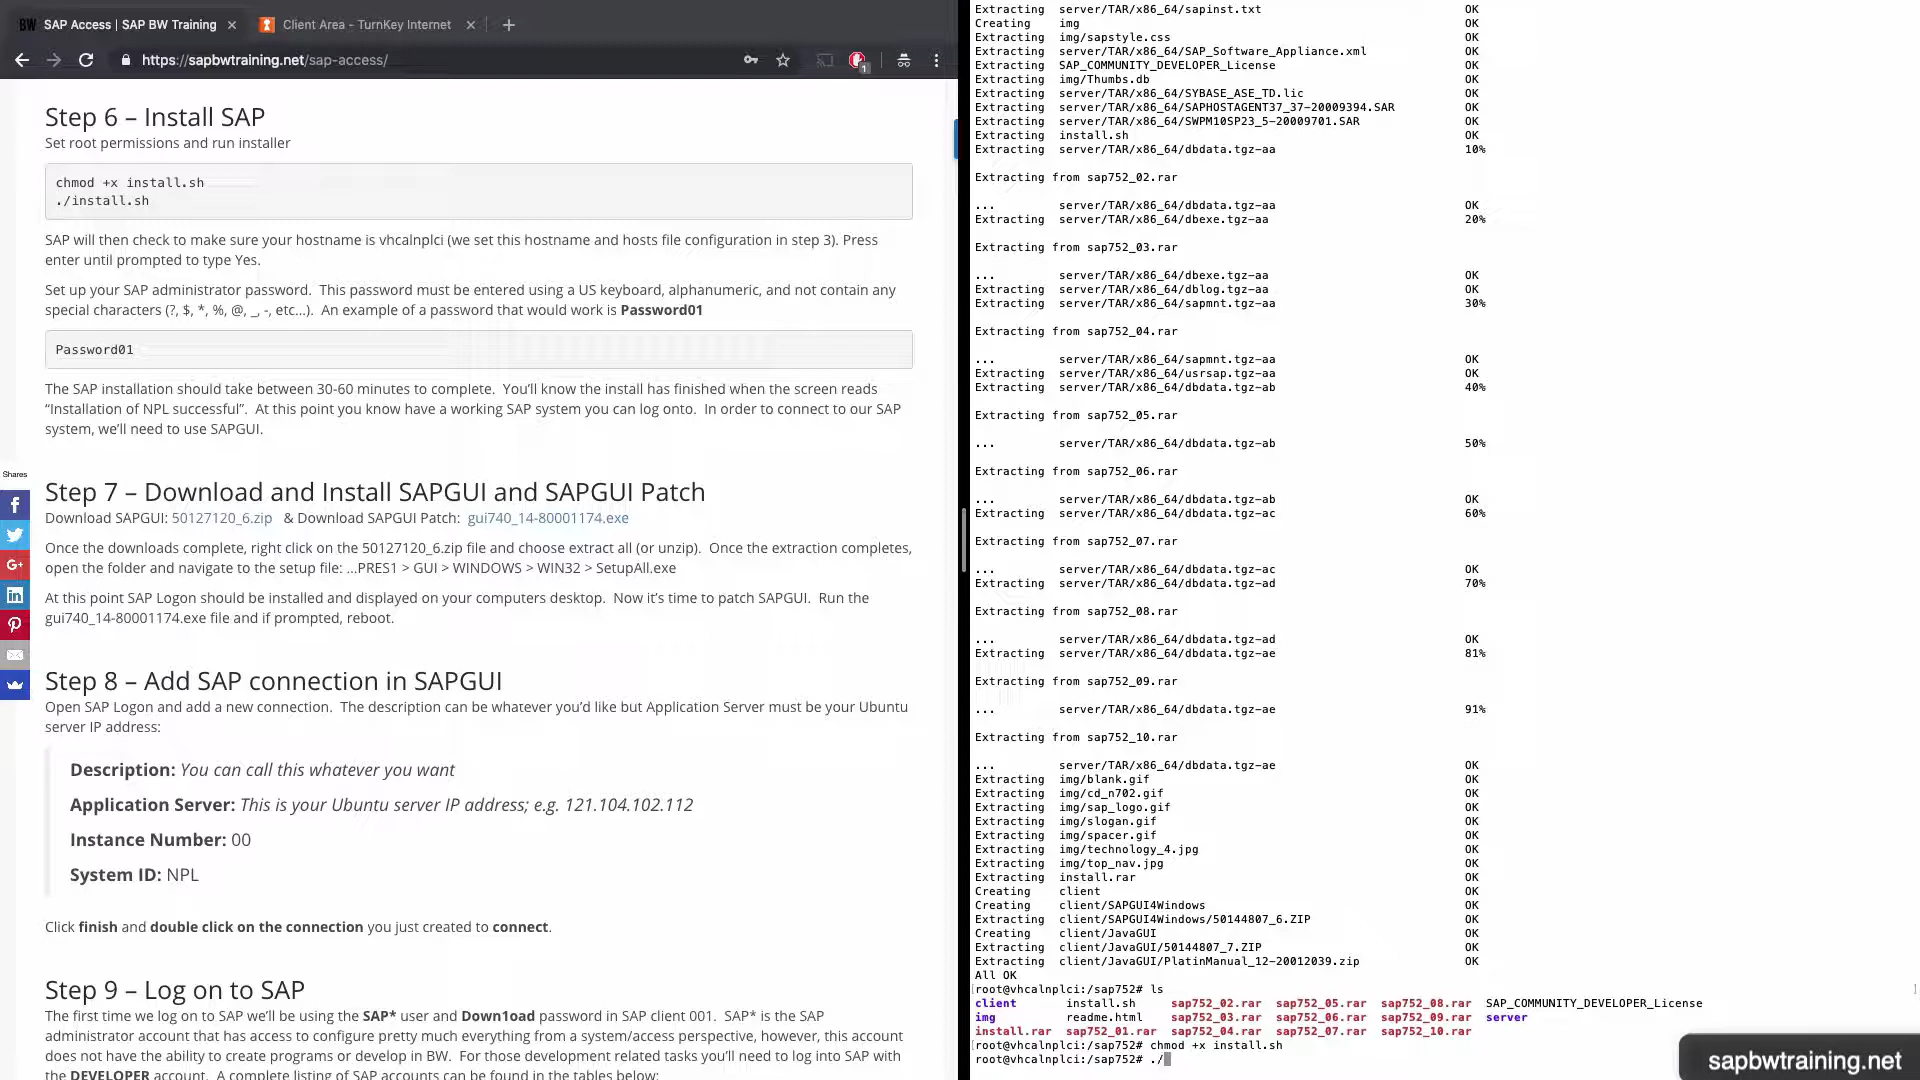 BW SAP Access | SAP BW Training
Client Area - TurnKey Internet
https://sapbwtraining.net/sap-access/
1
Step 6 – Install SAP
Set root permissions and run installer
chmod +x install.sh
./install.sh
SAP will then check to make sure your hostname is vhcalnplci (we set this hostname and hosts file configuration in step 3). Press
enter until prompted to type Yes.
Set up your SAP administrator password. This password must be entered using a US keyboard, alphanumeric, and not contain any
special characters (?, $, *, %, @, _, -, etc...). An example of a password that would work is Password01
Password01
The SAP installation should take between 30-60 minutes to complete. You’ll know the install has finished when the screen reads
“Installation of NPL successful”. At this point you know have a working SAP system you can log onto. In order to connect to our SAP
system, we’ll need to use SAPGUI.
Shares
Step 7 – Download and Install SAPGUI and SAPGUI Patch
Download SAPGUI: 50127120_6.zip & Download SAPGUI Patch: gui740_14-80001174.exe
Once the downloads complete, right click on the 50127120_6.zip file and choose extract all (or unzip). Once the extraction completes,
open the folder and navigate to the setup file: ...PRES1 > GUI > WINDOWS > WIN32 > SetupAll.exe
At this point SAP Logon should be installed and displayed on your computers desktop. Now it’s time to patch SAPGUI. Run the
gui740_14-80001174.exe file and if prompted, reboot.
Step 8 – Add SAP connection in SAPGUI
Open SAP Logon and add a new connection. The description can be whatever you’d like but Application Server must be your Ubuntu
server IP address:
Description: You can call this whatever you want
Application Server: This is your Ubuntu server IP address; e.g. 121.104.102.112
Instance Number: 00
System ID: NPL
Click finish and double click on the connection you just created to connect.
Step 9 – Log on to SAP
The first time we log on to SAP we’ll be using the SAP* user and Down1oad password in SAP client 001. SAP* is the SAP
administrator account that has access to configure pretty much everything from a system/access perspective, however, this account
does not have the ability to create programs or develop in BW. For those development related tasks you’ll need to log into SAP with
the DEVELOPER account. A complete listing of SAP accounts can be found in the tables below:
Extracting server/TAR/x86_64/sapinst.txt OK
Creating img OK
Extracting img/sapstyle.css OK
Extracting server/TAR/x86_64/SAP_Software_Appliance.xml OK
Extracting SAP_COMMUNITY_DEVELOPER_License OK
Extracting img/Thumbs.db OK
Extracting server/TAR/x86_64/SYBASE_ASE_TD.lic OK
Extracting server/TAR/x86_64/SAPHOSTAGENT37_37-20009394.SAR OK
Extracting server/TAR/x86_64/SWPM10SP23_5-20009701.SAR OK
Extracting install.sh OK
Extracting server/TAR/x86_64/dbdata.tgz-aa 10%
Extracting from sap752_02.rar
... server/TAR/x86_64/dbdata.tgz-aa OK
Extracting server/TAR/x86_64/dbexe.tgz-aa 20%
Extracting from sap752_03.rar
... server/TAR/x86_64/dbexe.tgz-aa OK
Extracting server/TAR/x86_64/dblog.tgz-aa OK
Extracting server/TAR/x86_64/sapmnt.tgz-aa 30%
Extracting from sap752_04.rar
... server/TAR/x86_64/sapmnt.tgz-aa OK
Extracting server/TAR/x86_64/usrsap.tgz-aa OK
Extracting server/TAR/x86_64/dbdata.tgz-ab 40%
Extracting from sap752_05.rar
... server/TAR/x86_64/dbdata.tgz-ab 50%
Extracting from sap752_06.rar
... server/TAR/x86_64/dbdata.tgz-ab OK
Extracting server/TAR/x86_64/dbdata.tgz-ac 60%
Extracting from sap752_07.rar
... server/TAR/x86_64/dbdata.tgz-ac OK
Extracting server/TAR/x86_64/dbdata.tgz-ad 70%
Extracting from sap752_08.rar
... server/TAR/x86_64/dbdata.tgz-ad OK
Extracting server/TAR/x86_64/dbdata.tgz-ae 81%
Extracting from sap752_09.rar
... server/TAR/x86_64/dbdata.tgz-ae 91%
Extracting from sap752_10.rar
... server/TAR/x86_64/dbdata.tgz-ae OK
Extracting img/blank.gif OK
Extracting img/cd_n702.gif OK
Extracting img/sap_logo.gif OK
Extracting img/slogan.gif OK
Extracting img/spacer.gif OK
Extracting img/technology_4.jpg OK
Extracting img/top_nav.jpg OK
Extracting install.rar OK
Creating client OK
Creating client/SAPGUI4Windows OK
Extracting client/SAPGUI4Windows/50144807_6.ZIP OK
Creating client/JavaGUI OK
Extracting client/JavaGUI/50144807_7.ZIP OK
Extracting client/JavaGUI/PlatinManual_12-20012039.zip OK
All OK
[root@vhcalnplci:/sap752# ls ]
client install.sh sap752_02.rar sap752_05.rar sap752_08.rar SAP_COMMUNITY_DEVELOPER_License
img readme.html sap752_03.rar sap752_06.rar sap752_09.rar server
install.rar sap752_01.rar sap752_04.rar sap752_07.rar sap752_10.rar
[root@vhcalnplci:/sap752# chmod +x install.sh
root@vhcalnplci:/sap752# ./
sapbwtraining.net